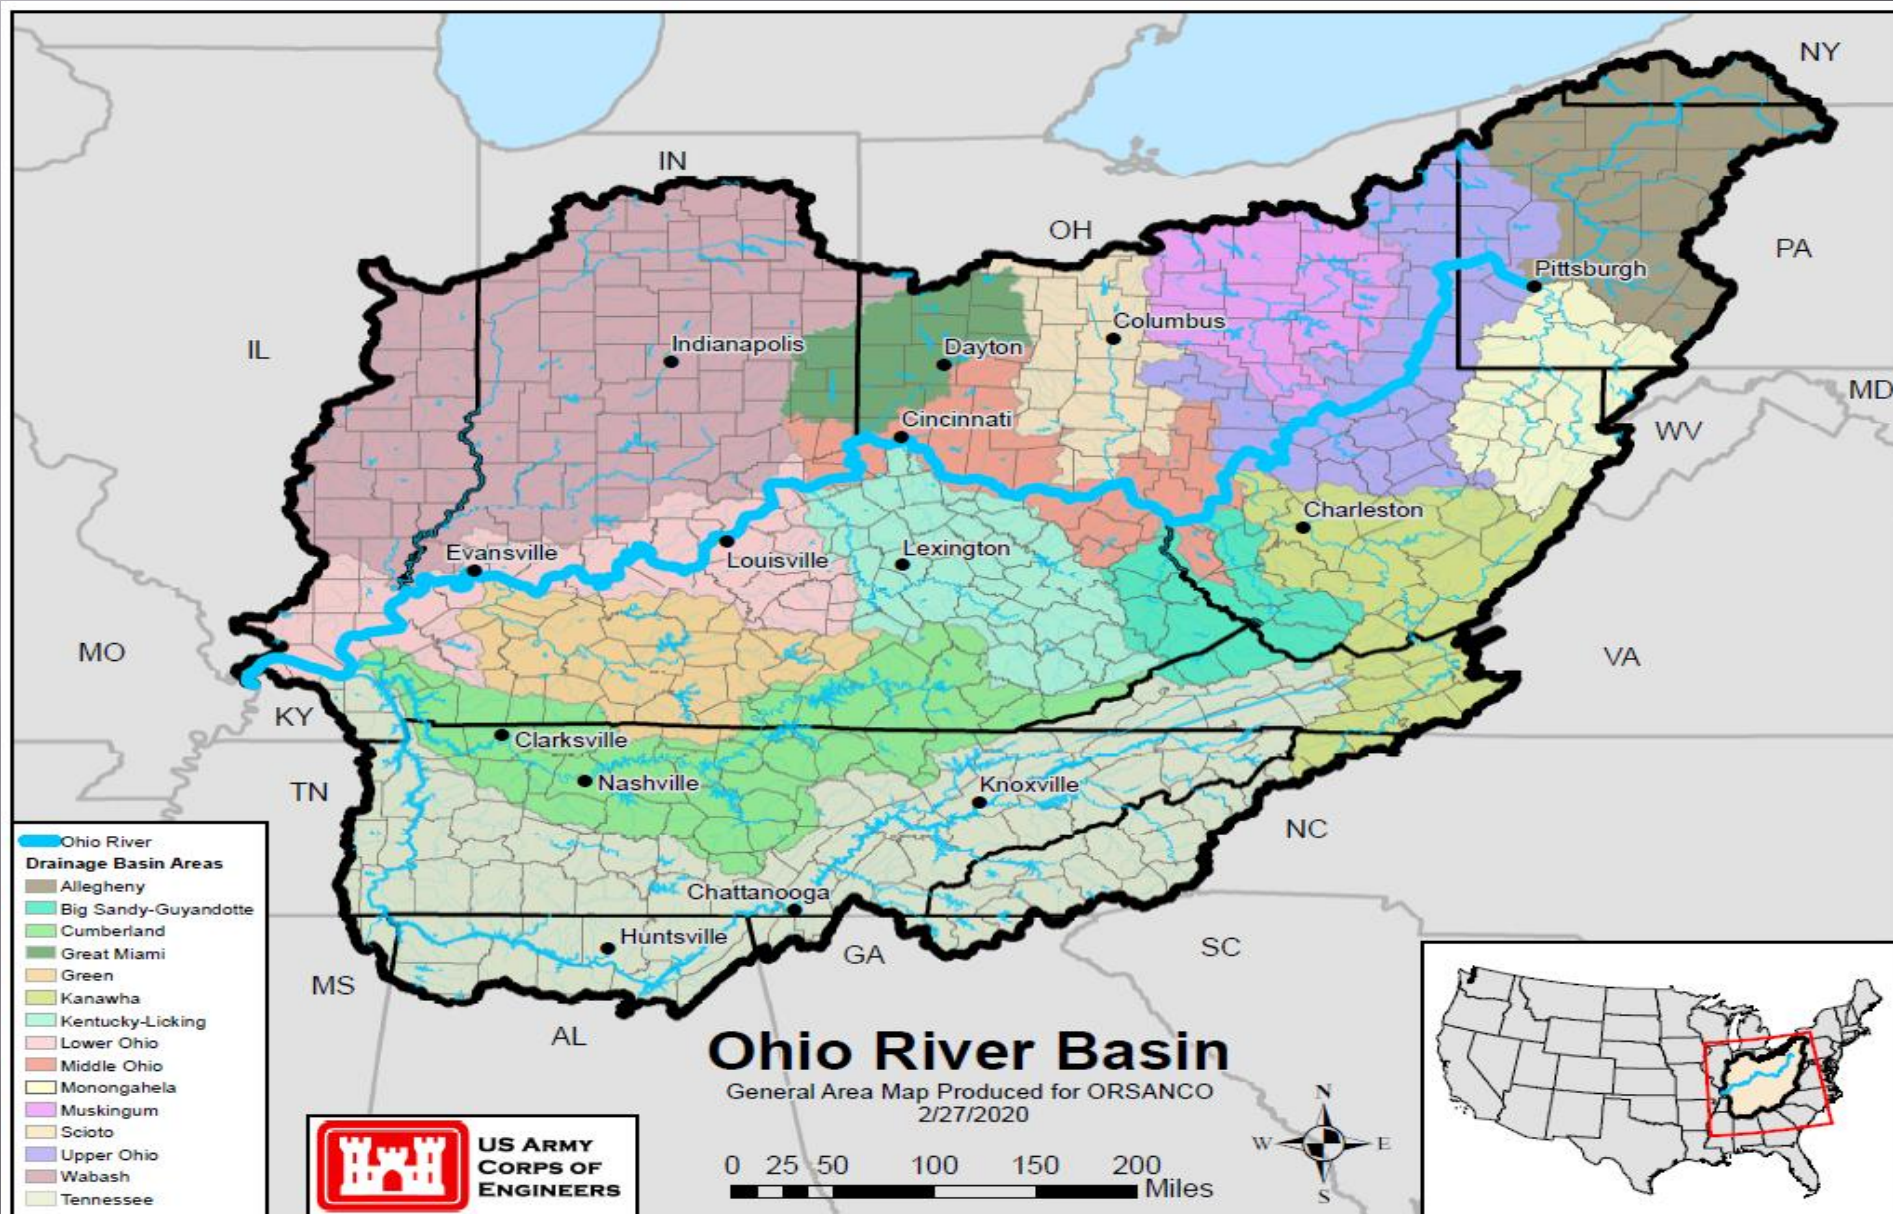 NY
IN
OH
PA
Pittsburgh
Columbus
IL
Indianapolis
Dayton
MD
Cincinnati
WV
Charleston
Evansville
Louisville
Lexington
MO
VA
KY
Clarksville
TN
Nashville
Knoxville
NC
Chattanooga
Huntsville
GA
SC
MS
AL
Ohio River
Drainage Basin Areas
Allegheny
Big Sandy-Guyandotte
Cumberland
Great Miami
Green
Kanawha
Kentucky-Licking
Lower Ohio
Middle Ohio
Monongahela
Muskingum
Scioto
Upper Ohio
Wabash
Tennessee
US ARMY
CORPS OF
ENGINEERS
Ohio River Basin
General Area Map Produced for ORSANCO
2/27/2020
0 25 50 100 150 200
Miles
N
W E
S